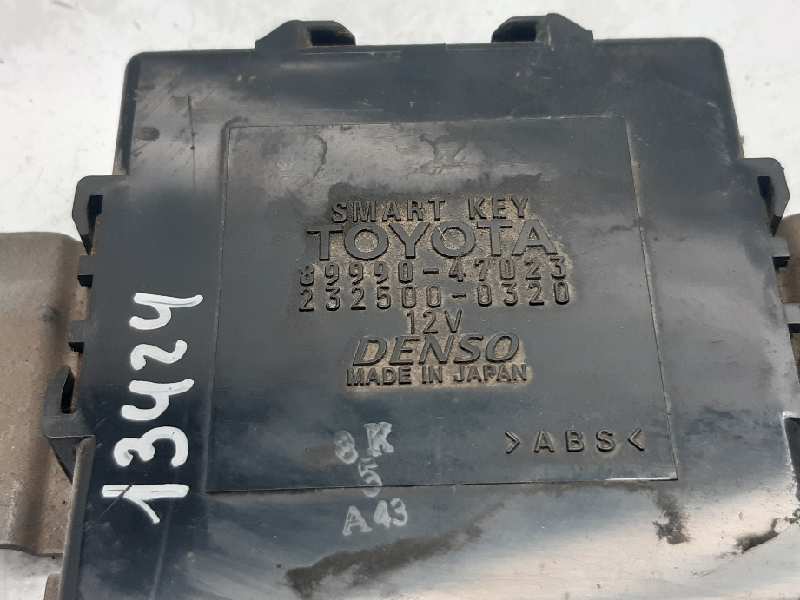 SMART KEY
TOYOTA
89990-47023
232500-0320
12V
DENSO
MADE IN JAPAN
>ABS<
8K
5
A43
13424